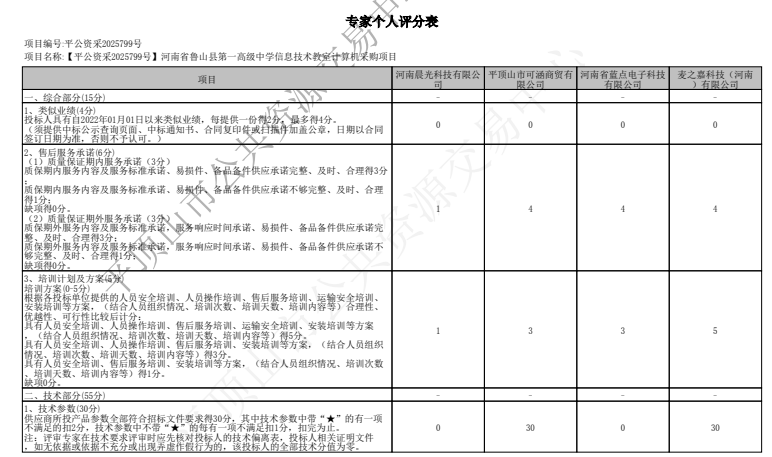 专家个人评分表
项目编号:平公资采2025799号
项目名称:【平公资采2025799号】河南省鲁山县第一高级中学信息技术教室计算机采购项目
项目 河南晨光科技有限公司 平顶山市可涵商贸有限公司 河南省蓝点电子科技有限公司 麦之嘉科技（河南）有限公司
一、综合部分(15分) - - - -
1、类似业绩(4分)
投标人具有自2022年01月01日以来类似业绩，每提供一份得2分，最多得4分。
（须提供中标公示查询页面、中标通知书、合同复印件或扫描件加盖公章，日期以合同
签订日期为准，否则不予认可。）
0 0 0 0
2、售后服务承诺(6分)
（1）质量保证期内服务承诺（3分）
质保期内服务内容及服务标准承诺、易损件、备品备件供应承诺完整、及时、合理得3分
；
质保期内服务内容及服务标准承诺、易损件、备品备件供应承诺不够完整、及时、合理
得1分；
缺项得0分。
（2）质量保证期外服务承诺（3分）
质保期外服务内容及服务标准承诺，服务响应时间承诺、易损件、备品备件供应承诺完
整、及时、合理得3分；
质保期外服务内容及服务标准承诺，服务响应时间承诺、易损件、备品备件供应承诺不
够完整、及时、合理得1分；
缺项得0分。
1 4 4 4
3、培训计划及方案(5分)
培训方案(0-5分)
根据各投标单位提供的人员安全培训、人员操作培训、售后服务培训、运输安全培训、
安装培训等方案，（结合人员组织情况、培训次数、培训天数、培训内容等）合理性、
优越性、可行性比较后计分；
具有人员安全培训、人员操作培训、售后服务培训、运输安全培训、安装培训等方案
，（结合人员组织情况、培训次数、培训天数、培训内容等）得5分。
具有人员安全培训、人员操作培训、售后服务培训、安装培训等方案，（结合人员组织
情况、培训次数、培训天数、培训内容等）得3分。
具有人员安全培训、售后服务培训、安装培训等方案，（结合人员组织情况、培训次数
、培训天数、培训内容等）得1分。
缺项0分。
1 3 3 5
二、技术部分(55分) - - - -
1、技术参数(30分)
供应商所投产品参数全部符合招标文件要求得30分，其中技术参数中带“★”的有一项
不满足的扣2分，技术参数中不带“★”的每有一项不满足扣1分，扣完为止。
注：评审专家在技术要求评审时应先核对投标人的技术偏离表，投标人相关证明文件
，如无依据或依据不充分或出现弄虚作假行为的，该投标人的全部技术分值为零。
0 30 0 30
平顶山市公共资源交易中心
平顶山市公共资源交易中心